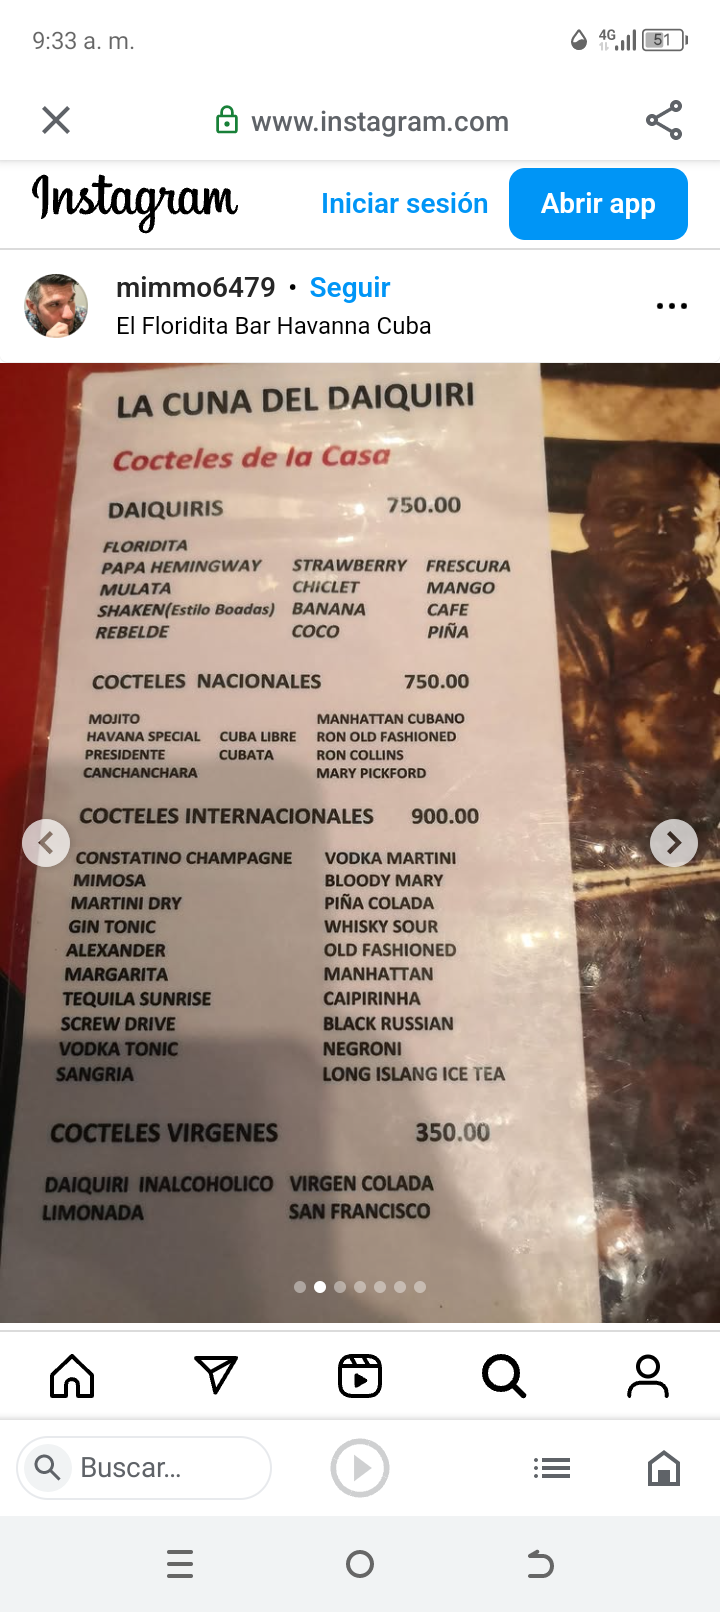 9:33 a. m.
4G
51
www.instagram.com
Instagram
Iniciar sesión
Abrir app
mimmo6479 • Seguir
El Floridita Bar Havanna Cuba
LA CUNA DEL DAIQUIRI
Cocteles de la Casa
DAIQUIRIS 750.00
FLORIDITA
PAPA HEMINGWAY STRAWBERRY FRESCURA
MULATA CHICLET MANGO
SHAKEN(Estilo Boadas) BANANA CAFE
REBELDE COCO PIÑA
COCTELES NACIONALES 750.00
MOJITO MANHATTAN CUBANO
HAVANA SPECIAL CUBA LIBRE RON OLD FASHIONED
PRESIDENTE CUBATA RON COLLINS
CANCHANCHARA MARY PICKFORD
COCTELES INTERNACIONALES 900.00
CONSTATINO CHAMPAGNE VODKA MARTINI
MIMOSA BLOODY MARY
MARTINI DRY PIÑA COLADA
GIN TONIC WHISKY SOUR
ALEXANDER OLD FASHIONED
MARGARITA MANHATTAN
TEQUILA SUNRISE CAIPIRINHA
SCREW DRIVE BLACK RUSSIAN
VODKA TONIC NEGRONI
SANGRIA LONG ISLANG ICE TEA
COCTELES VIRGENES 350.00
DAIQUIRI INALCOHOLICO VIRGEN COLADA
LIMONADA SAN FRANCISCO
Buscar...